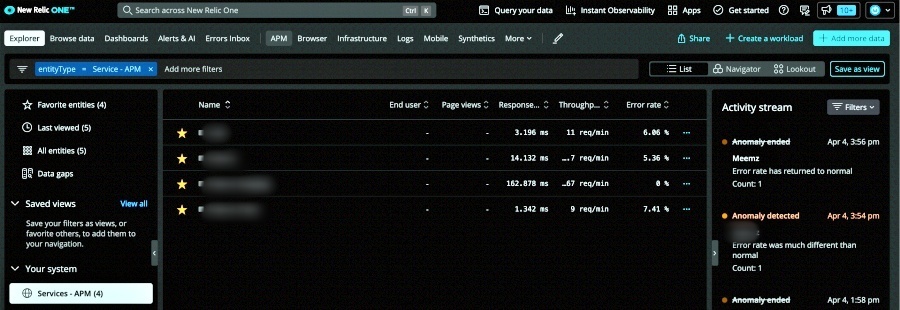 New Relic ONE™
Search across New Relic One
Ctrl K
Query your data
Instant Observability
Apps
Get started
10+
Explorer
Browse data
Dashboards
Alerts & AI
Errors Inbox
APM
Browser
Infrastructure
Logs
Mobile
Synthetics
More
Share
+ Create a workload
+ Add more data
entityType = Service - APM ×
Add more filters
List
Navigator
Lookout
Save as view
Favorite entities (4)
Last viewed (5)
All entities (5)
Data gaps
Saved views
View all
Save your filters as views, or
favorite others, to add them to
your navigation.
Your system
Services - APM (4)
Name End user Page views Response... Throughp... Error rate
- - 3.196 ms 11 req/min 6.06 % ...
- - 14.132 ms ….7 req/min 5.36 % ...
- - 162.878 ms ….67 req/min 0 % ...
- - 1.342 ms 9 req/min 7.41 % ...
Activity stream
Filters
Anomaly ended Apr 4, 3:56 pm
Meemz
Error rate has returned to normal
Count: 1
Anomaly detected Apr 4, 3:54 pm
Error rate was much different than
normal
Count: 1
Anomaly ended Apr 4, 1:58 pm